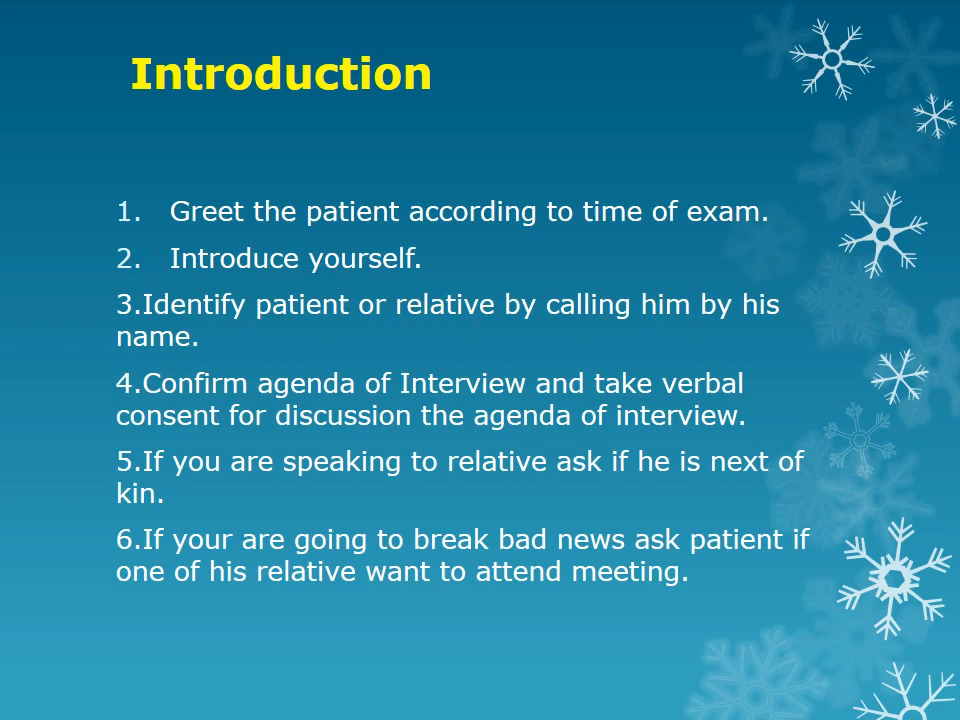 Introduction
1. Greet the patient according to time of exam.
2. Introduce yourself.
3.Identify patient or relative by calling him by his
name.
4.Confirm agenda of Interview and take verbal
consent for discussion the agenda of interview.
5.If you are speaking to relative ask if he is next of
kin.
6.If your are going to break bad news ask patient if
one of his relative want to attend meeting.